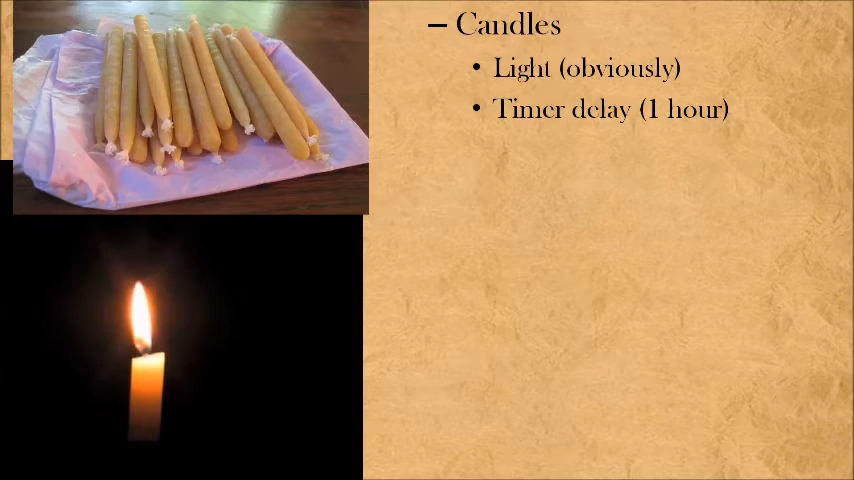 – Candles
• Light (obviously)
• Timer delay (1 hour)